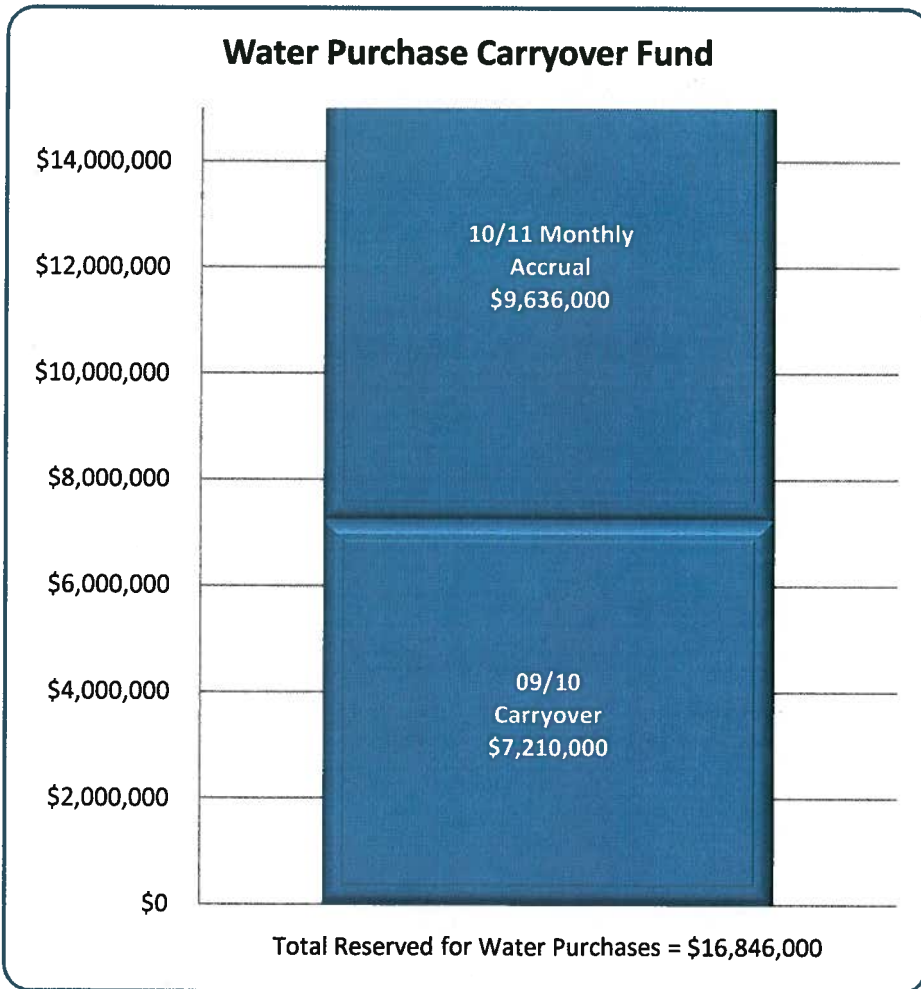 Water Purchase Carryover Fund
$14,000,000
$12,000,000
$10,000,000
$8,000,000
$6,000,000
$4,000,000
$2,000,000
$0
10/11 Monthly
Accrual
$9,636,000
09/10
Carryover
$7,210,000
Total Reserved for Water Purchases = $16,846,000